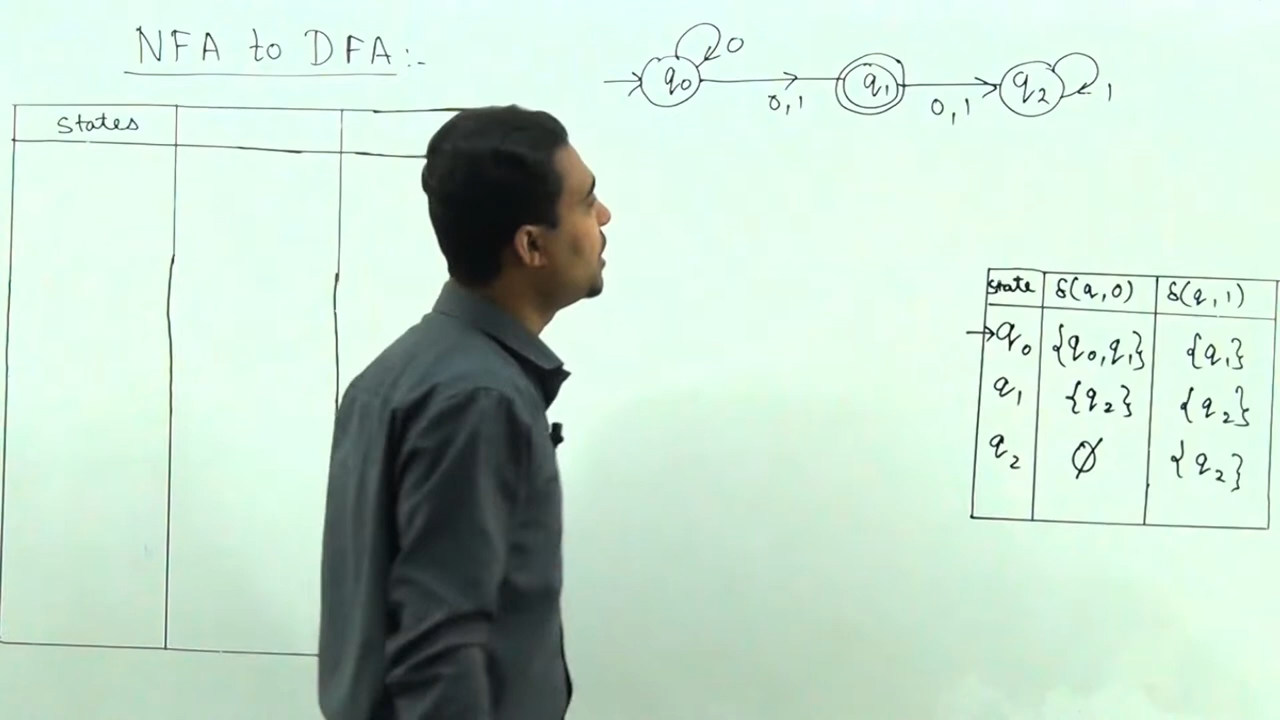 NFA to DFA:-
states
q0 0 0,1 q1 0,1 q2 1
state δ(q,0) δ(q,1)
→q0 {q0,q1} {q1}
q1 {q2} {q2}
q2 ∅ {q2}